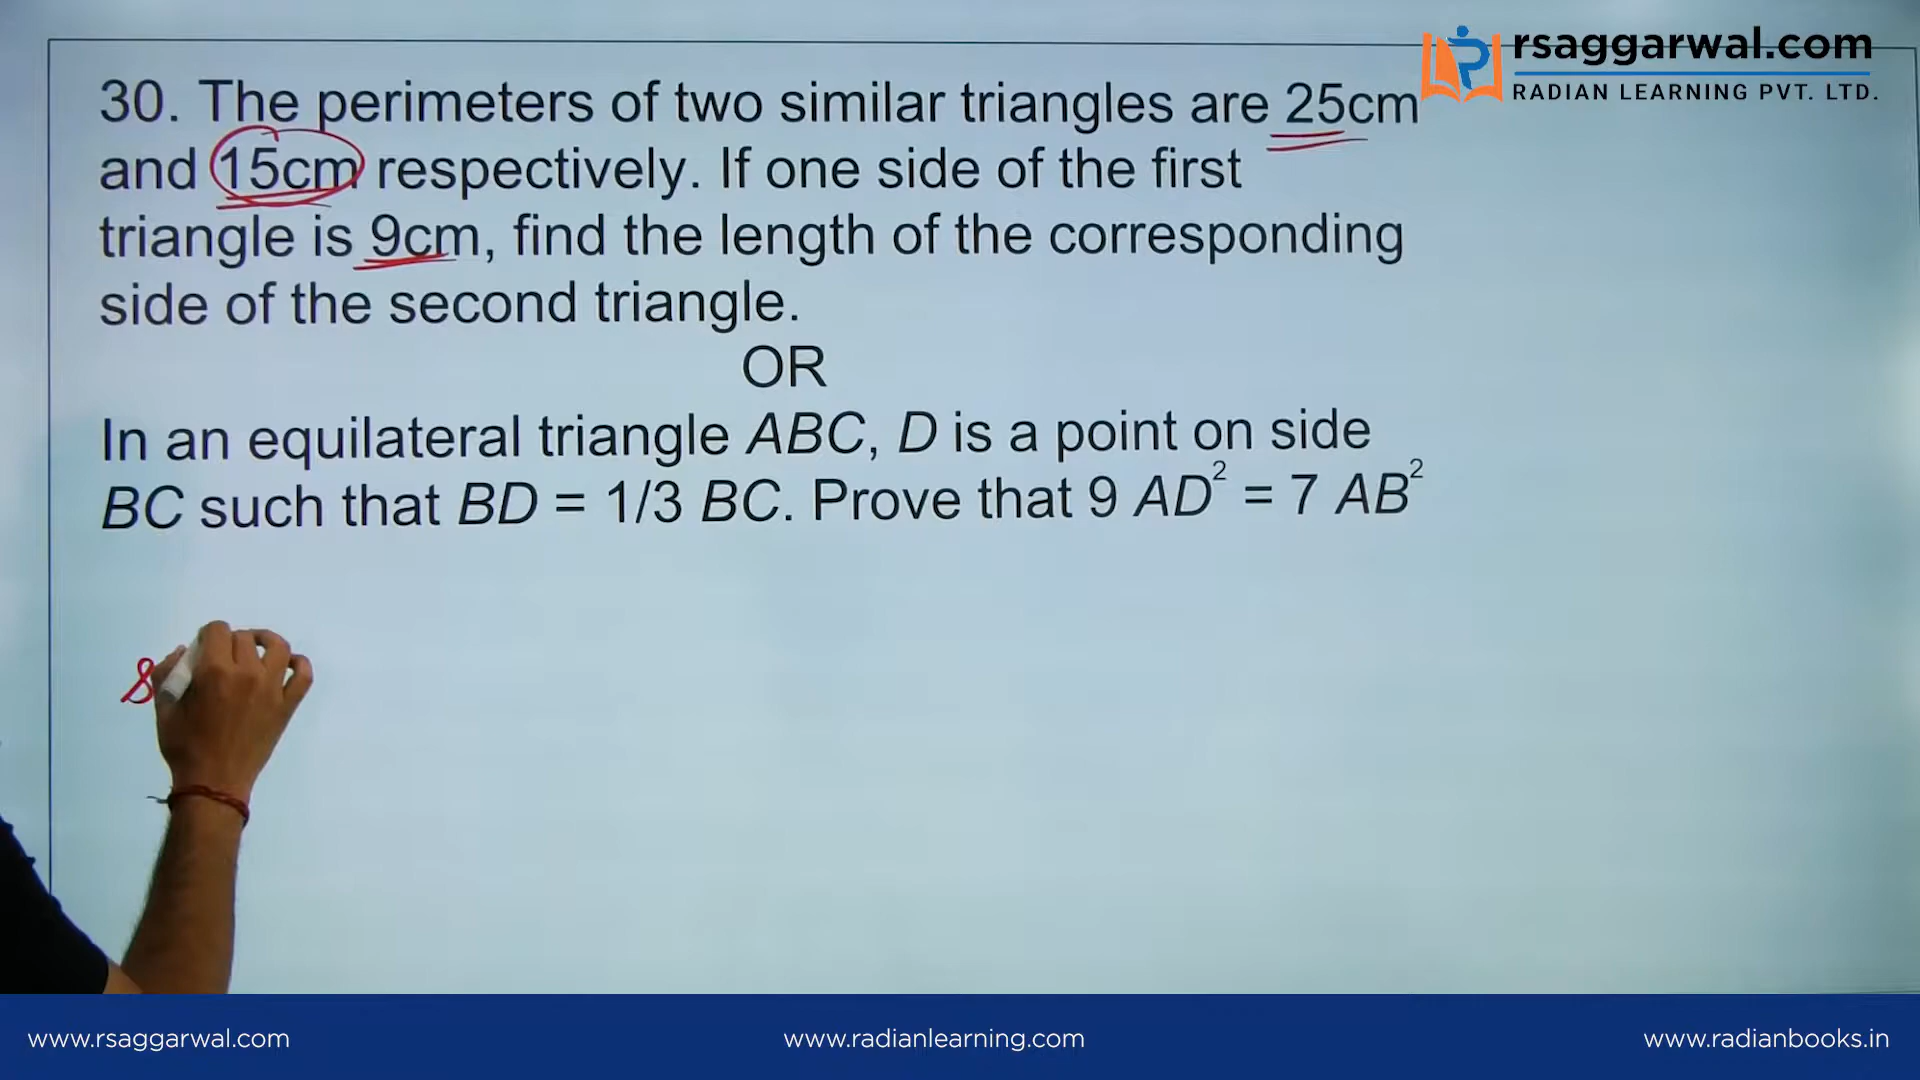 rsaggarwal.com
RADIAN LEARNING PVT. LTD.
30. The perimeters of two similar triangles are 25cm
and 15cm respectively. If one side of the first
triangle is 9cm, find the length of the corresponding
side of the second triangle.
OR
In an equilateral triangle ABC, D is a point on side
BC such that BD = 1/3 BC. Prove that 9 AD² = 7 AB²
www.rsaggarwal.com
www.radianlearning.com
www.radianbooks.in